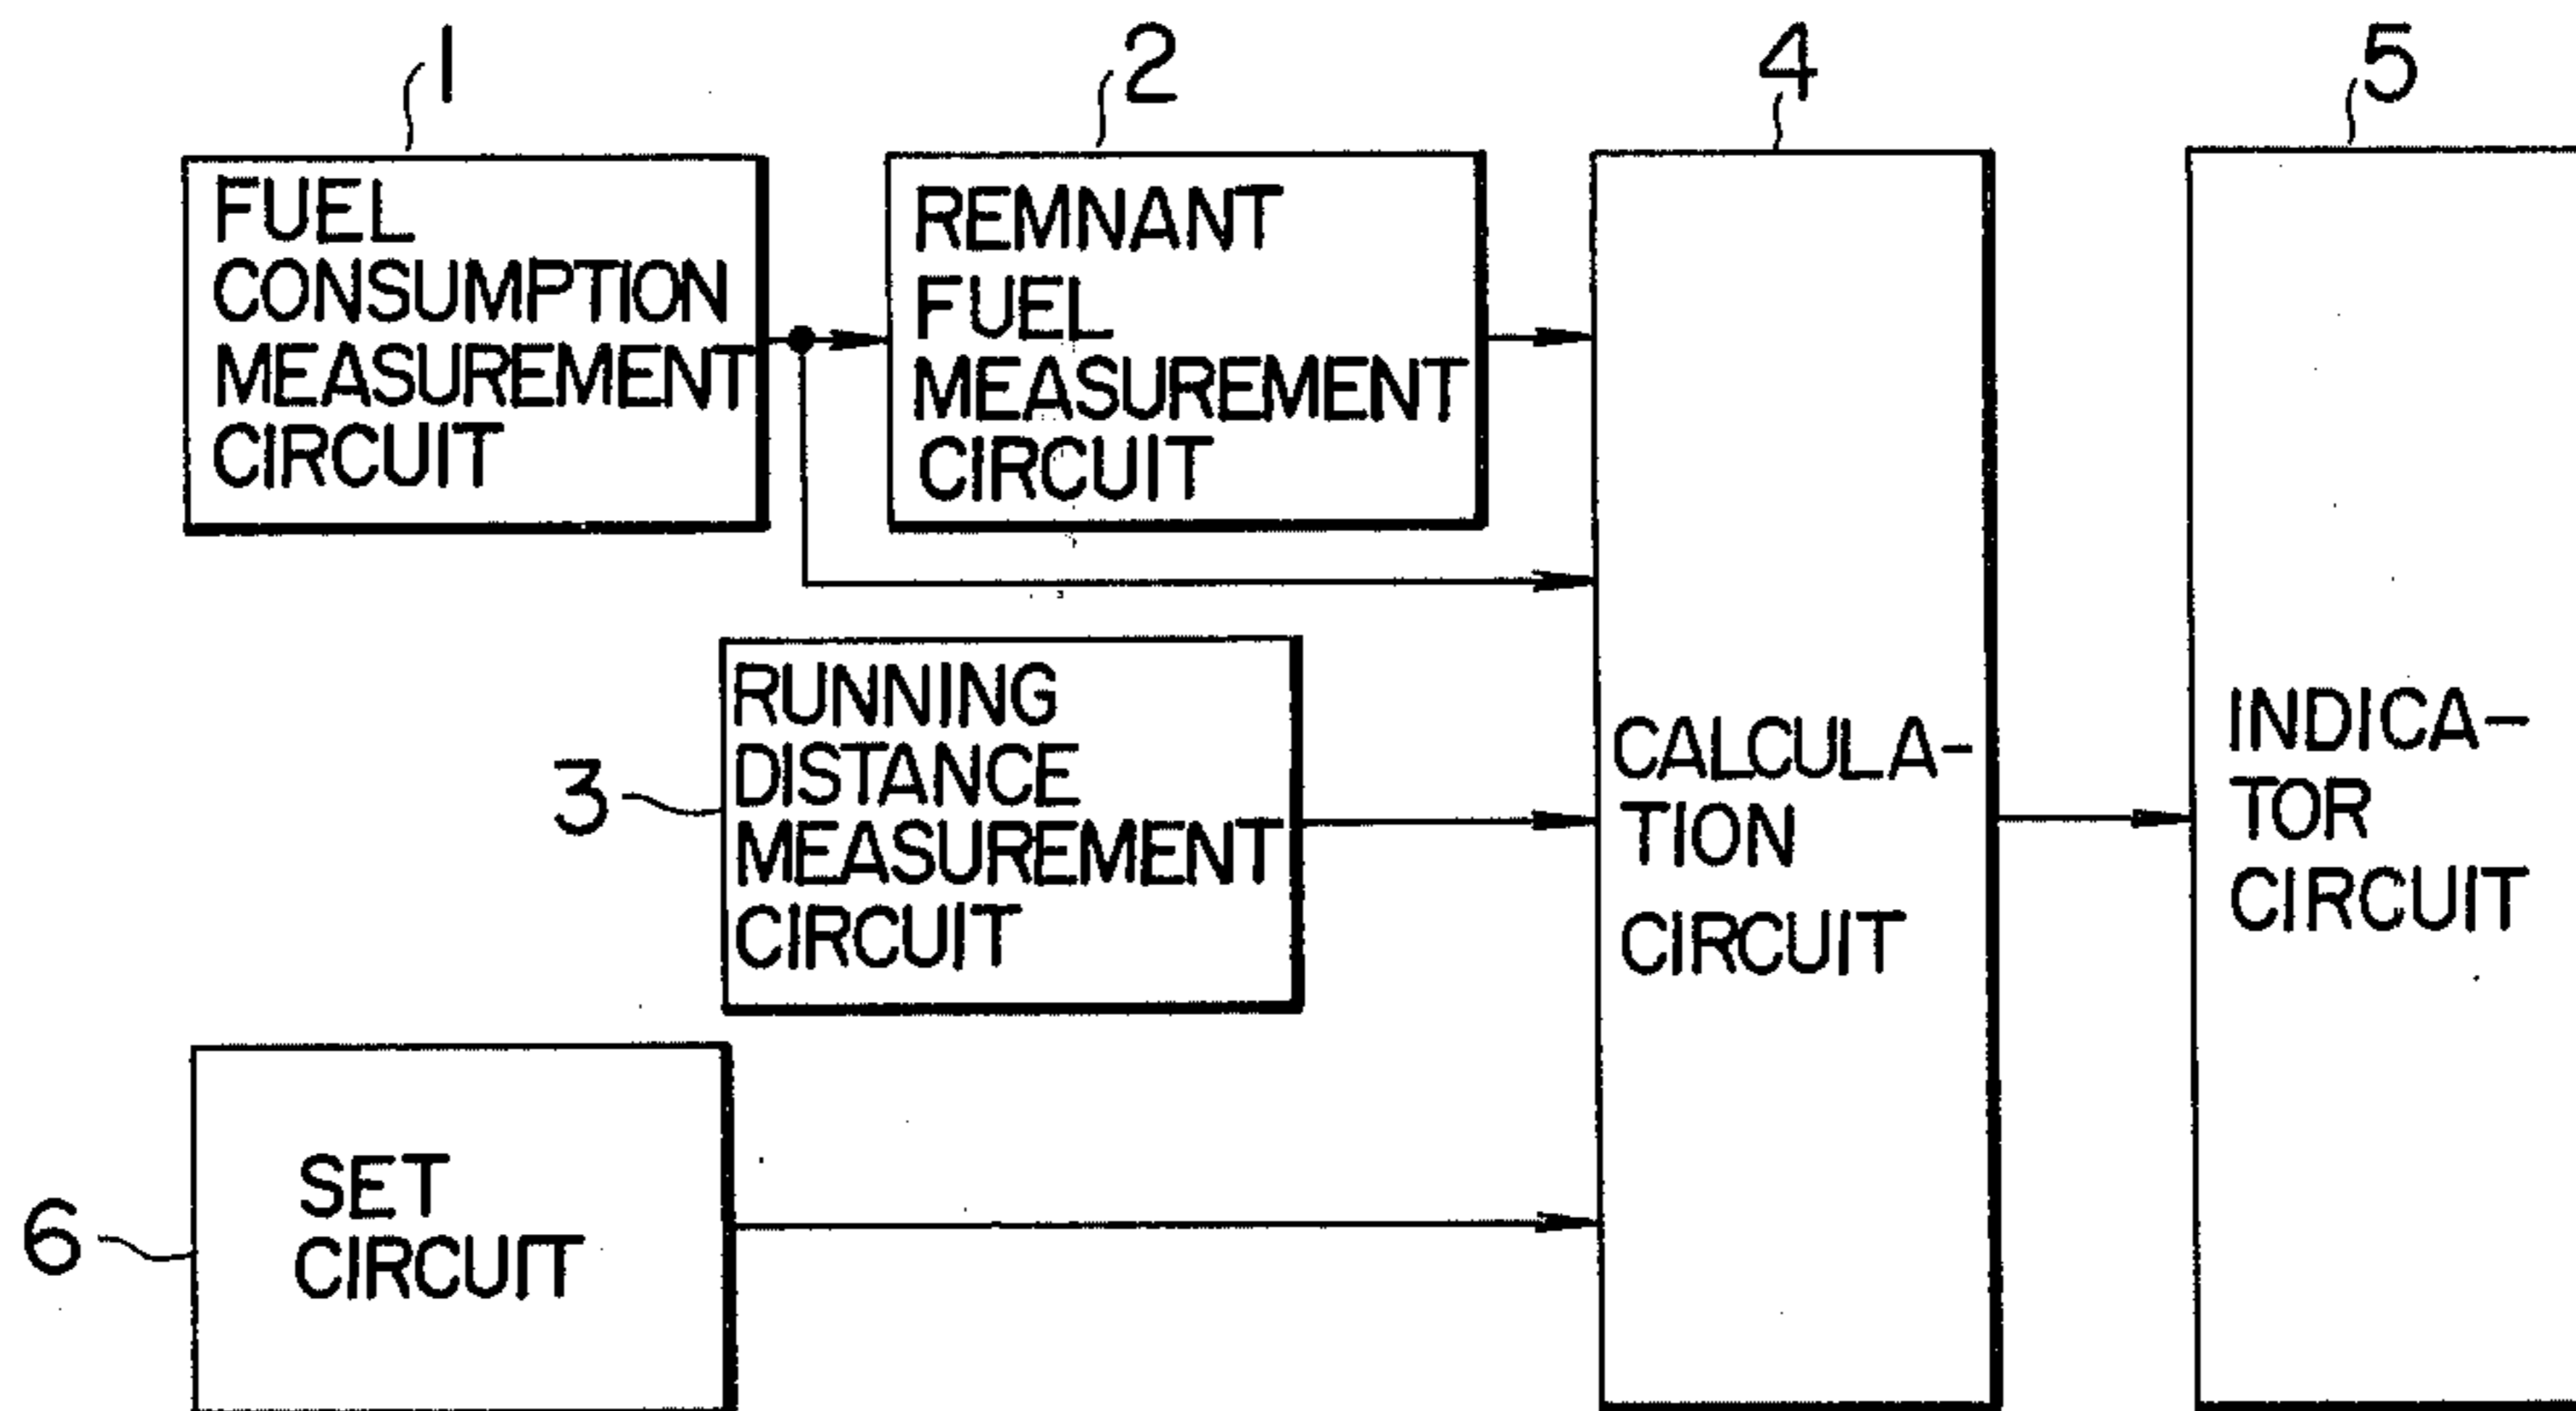 1
2
4
5
FUEL
CONSUMPTION
MEASUREMENT
CIRCUIT
REMNANT
FUEL
MEASUREMENT
CIRCUIT
3
RUNNING
DISTANCE
MEASUREMENT
CIRCUIT
CALCULA-
TION
CIRCUIT
INDICA-
TOR
CIRCUIT
6
SET
CIRCUIT